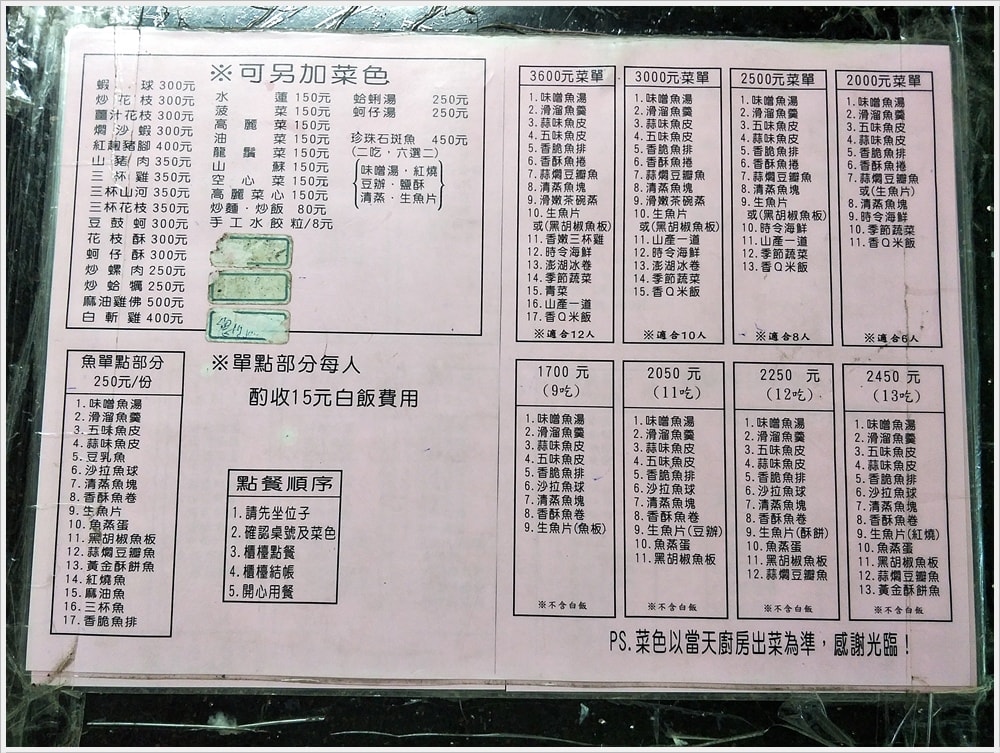 ※可另加菜色
蝦 球 300元
炒花枝 300元
薑汁花枝 300元
燜沙蝦 300元
紅麴豬腳 400元
山豬肉 350元
三杯雞 350元
三杯山河 350元
三杯花枝 350元
豆鼓蚵 300元
花枝酥 300元
蚵仔酥 300元
炒螺肉 250元
炒蛤蠣 250元
麻油雞佛 500元
白斬雞 400元
水蓮 150元
菠菜 150元
高麗菜 150元
油菜 150元
龍鬚菜 150元
山蘇 150元
空心菜 150元
高麗菜心 150元
炒麵·炒飯 80元
手工水餃 粒/8元
蛤蜊湯 250元
蚵仔湯 250元
珍珠石斑魚 450元
(二吃，六選二)
味噌湯，紅燒
豆瓣·鹽酥
清蒸·生魚片
魚單點部分
250元/份
1.味噌魚湯
2.滑溜魚羹
3.五味魚皮
4.蒜味魚皮
5.豆乳魚
6.沙拉魚球
7.清蒸魚塊
8.香酥魚卷
9.生魚片
10.魚蒸蛋
11.黑胡椒魚板
12.蒜燜豆瓣魚
13.黃金酥餅魚
14.紅燒魚
15.麻油魚
16.三杯魚
17.香脆魚排
※單點部分每人
酌收15元白飯費用
點餐順序
1.請先坐位子
2.確認桌號及菜色
3.櫃檯點餐
4.櫃檯結帳
5.開心用餐
3600元菜單
1.味噌魚湯
2.滑溜魚羹
3.蒜味魚皮
4.五味魚皮
5.香脆魚排
6.香酥魚捲
7.蒜燜豆瓣魚
8.清蒸魚塊
9.滑嫩茶碗蒸
10.生魚片
或(黑胡椒魚板)
11.香嫩三杯雞
12.時令海鮮
13.澎湖冰卷
14.季節蔬菜
15.青菜
16.山產一道
17.香Q米飯
※適合12人
3000元菜單
1.味噌魚湯
2.滑溜魚羹
3.蒜味魚皮
4.五味魚皮
5.香脆魚排
6.香酥魚捲
7.蒜燜豆瓣魚
8.清蒸魚塊
9.滑嫩茶碗蒸
10.生魚片
或(黑胡椒魚板)
11.山產一道
12.時令海鮮
13.澎湖冰卷
14.季節蔬菜
15.香Q米飯
※適合10人
2500元菜單
1.味噌魚湯
2.滑溜魚羹
3.五味魚皮
4.蒜味魚皮
5.香脆魚排
6.香酥魚捲
7.蒜燜豆瓣魚
8.清蒸魚塊
9.生魚片
或(黑胡椒魚板)
10.時令海鮮
11.山產一道
12.季節蔬菜
13.香Q米飯
※適合8人
2000元菜單
1.味噌魚湯
2.滑溜魚羹
3.五味魚皮
4.蒜味魚皮
5.香脆魚排
6.香酥魚捲
7.蒜燜豆瓣魚
或(生魚片)
8.清蒸魚塊
9.時令海鮮
10.季節蔬菜
11.香Q米飯
※適合6人
1700元
(9吃)
1.味噌魚湯
2.滑溜魚羹
3.蒜味魚皮
4.五味魚皮
5.香脆魚排
6.沙拉魚球
7.清蒸魚塊
8.香酥魚卷
9.生魚片(魚板)
※不含白飯
2050元
(11吃)
1.味噌魚湯
2.滑溜魚羹
3.蒜味魚皮
4.五味魚皮
5.香脆魚排
6.沙拉魚球
7.清蒸魚塊
8.香酥魚卷
9.生魚片(豆瓣)
10.魚蒸蛋
11.黑胡椒魚板
※不含白飯
2250元
(12吃)
1.味噌魚湯
2.滑溜魚羹
3.五味魚皮
4.蒜味魚皮
5.香脆魚排
6.沙拉魚球
7.清蒸魚塊
8.香酥魚卷
9.生魚片(酥餅)
10.魚蒸蛋
11.黑胡椒魚板
12.蒜燜豆瓣魚
※不含白飯
2450元
(13吃)
1.味噌魚湯
2.滑溜魚羹
3.五味魚皮
4.蒜味魚皮
5.香脆魚排
6.沙拉魚球
7.清蒸魚塊
8.香酥魚卷
9.生魚片(紅燒)
10.魚蒸蛋
11.黑胡椒魚板
12.蒜燜豆瓣魚
13.黃金酥餅魚
※不含白飯
PS.菜色以當天廚房出菜為準，感謝光臨！